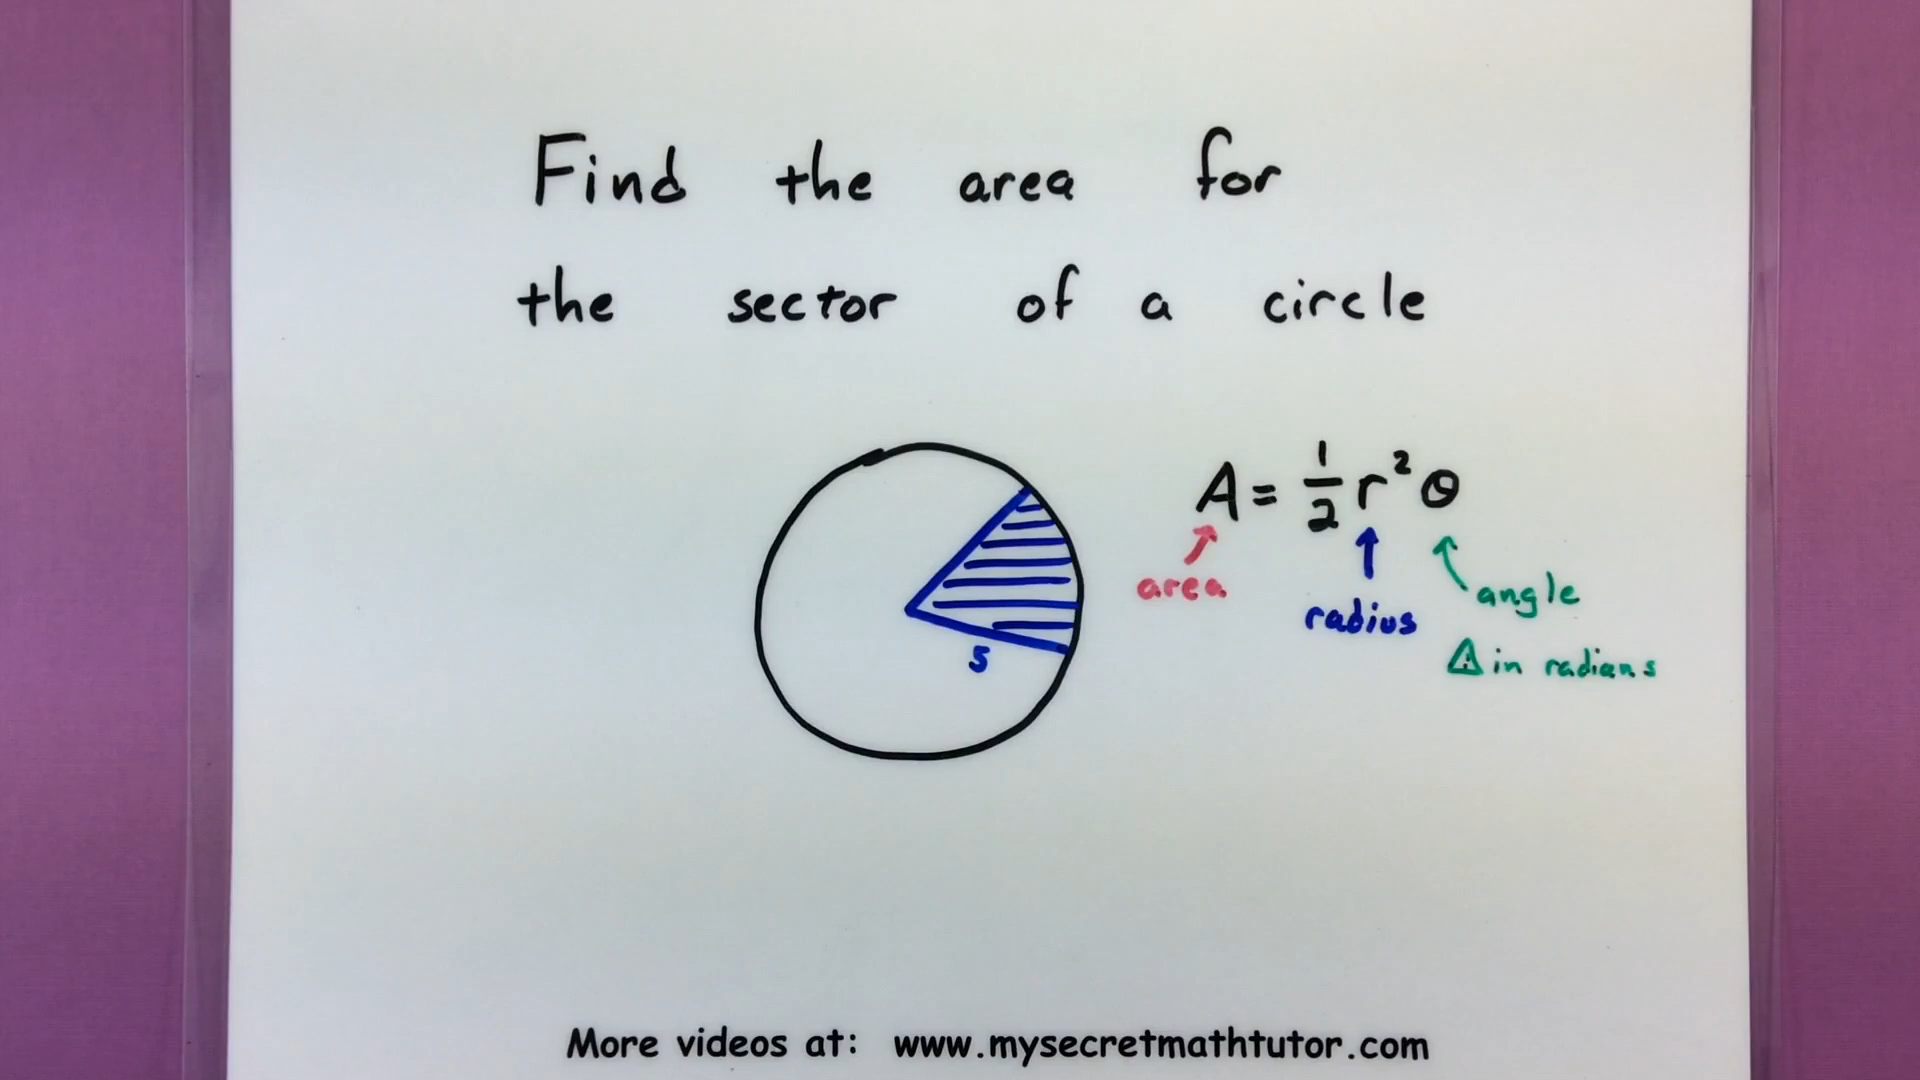 Find the area for
the sector of a circle
A = 1/2 r² θ
area
radius
angle
⚠ in radians
5
More videos at: www.mysecretmathtutor.com